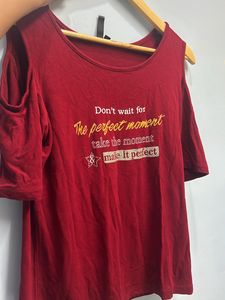 Don't wait for
The perfect moment
take the moment
& make it perfect